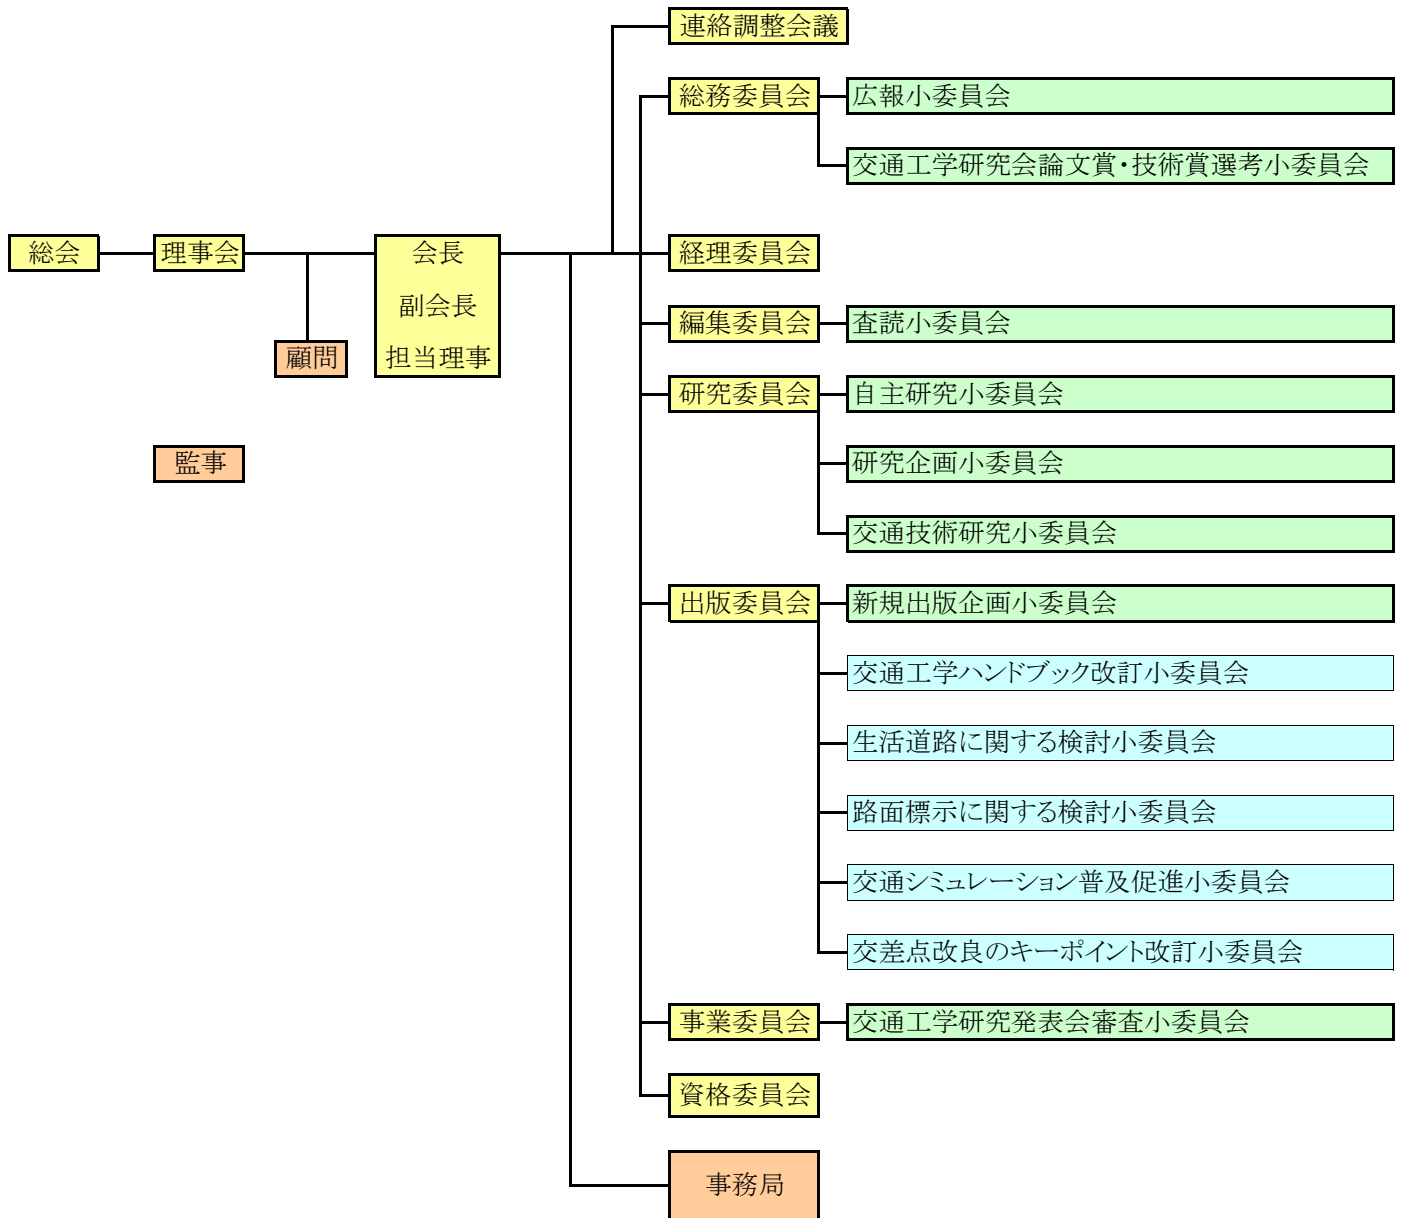 連絡調整会議
総務委員会
広報小委員会
交通工学研究会論文賞・技術賞選考小委員会
総会
理事会
会長
副会長
担当理事
顧問
監事
経理委員会
編集委員会
査読小委員会
研究委員会
自主研究小委員会
研究企画小委員会
交通技術研究小委員会
出版委員会
新規出版企画小委員会
交通工学ハンドブック改訂小委員会
生活道路に関する検討小委員会
路面標示に関する検討小委員会
交通シミュレーション普及促進小委員会
交差点改良のキーポイント改訂小委員会
事業委員会
交通工学研究発表会審査小委員会
資格委員会
事務局